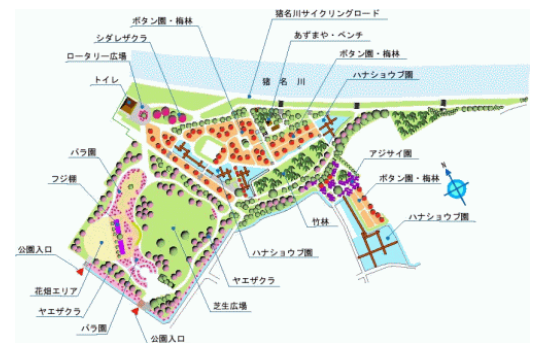 猪名川サイクリングロード
ボタン園・梅林
あずまや・ベンチ
シダレザクラ
ボタン園・梅林
ロータリー広場
ハナショウブ園
トイレ
猪名川
バラ園
アジサイ園
フジ棚
ボタン園・梅林
竹林
ハナショウブ園
公園入口
ハナショウブ園
花畑エリア
ヤエザクラ
ヤエザクラ
芝生広場
バラ園
公園入口
N